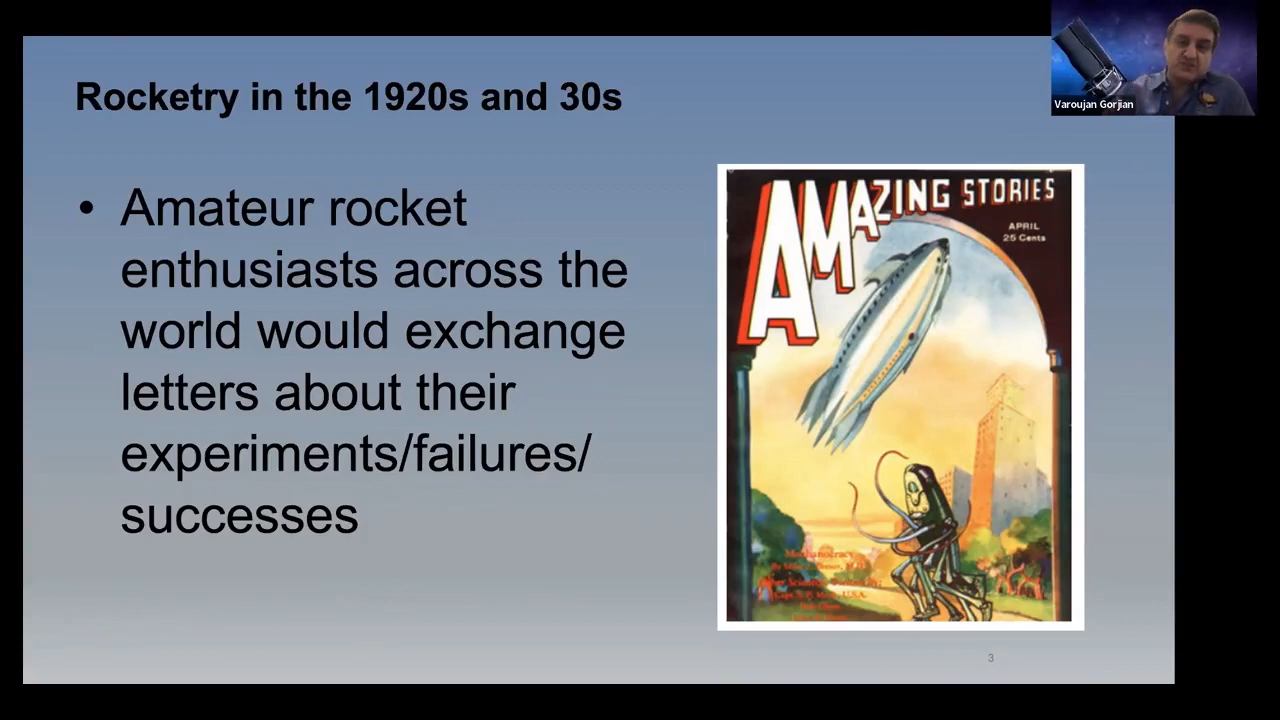 Rocketry in the 1920s and 30s
Varoujan Gorjian
• Amateur rocket
enthusiasts across the
world would exchange
letters about their
experiments/failures/
successes
AMAZING STORIES
APRIL
25 Cents
Mechanocracy
U.S.A.
3